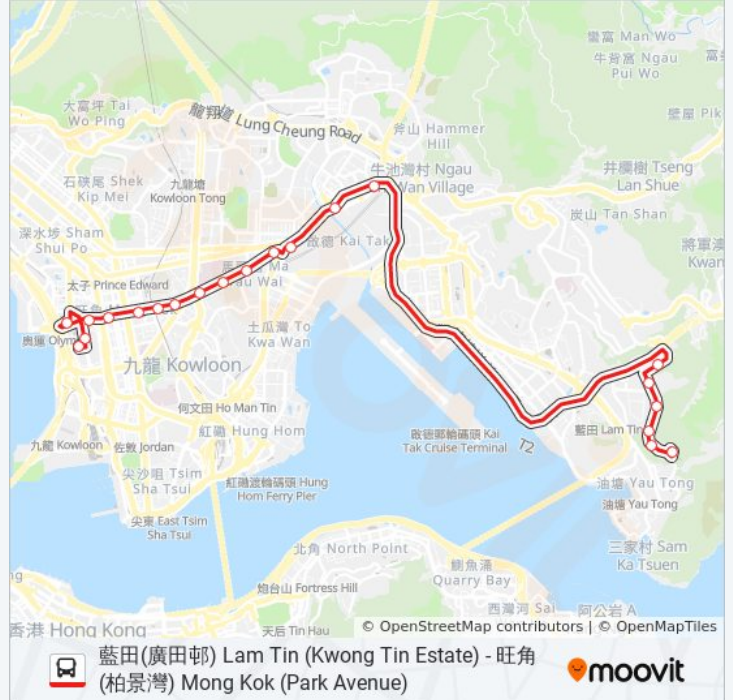 鸞窩 Man Wo
牛背窩 Ngau
Pui Wo
大窩坪 Tai
Wo Ping
龍翔道 Lung Cheung Road
斧山 Hammer
Hill
壁屋 Pik
牛池灣村 Ngau
Wan Village
井欄樹 Tseng
Lan Shue
石硤尾 Shek
Kip Mei
九龍塘
Kowloon Tong
炭山 Tan Shan
深水埗 Sham
Shui Po
啟德 Kai Tak
將軍澳
Kwan
太子 Prince Edward
Ma
Tau Wai
土瓜灣 To
Kwa Wan
奧運 Olym
九龍 Kowloon
何文田 Ho Man Tin
紅磡 Hung Hom
啟德郵輪碼頭 Kai
Tak Cruise Terminal
T2
藍田 Lam Tin
九龍 Kowloon
佐敦 Jordan
尖沙咀 Tsim
Sha Tsui
紅磡渡輪碼頭 Hung
Hom Ferry Pier
油塘 Yau Tong
油塘 Yau Tong
尖東 East Tsim
Sha Tsui
北角 North Point
三家村 Sam
Ka Tsuen
鰂魚涌
Quarry Bay
ng
炮台山 Fortress Hill
西灣河 Sai
阿公岩 A
香港 Hong Kong
天后 Tin Hau
© OpenStreetMap contributors | © OpenMapTiles
藍田(廣田邨) Lam Tin (Kwong Tin Estate) - 旺角
(柏景灣) Mong Kok (Park Avenue)
moovit